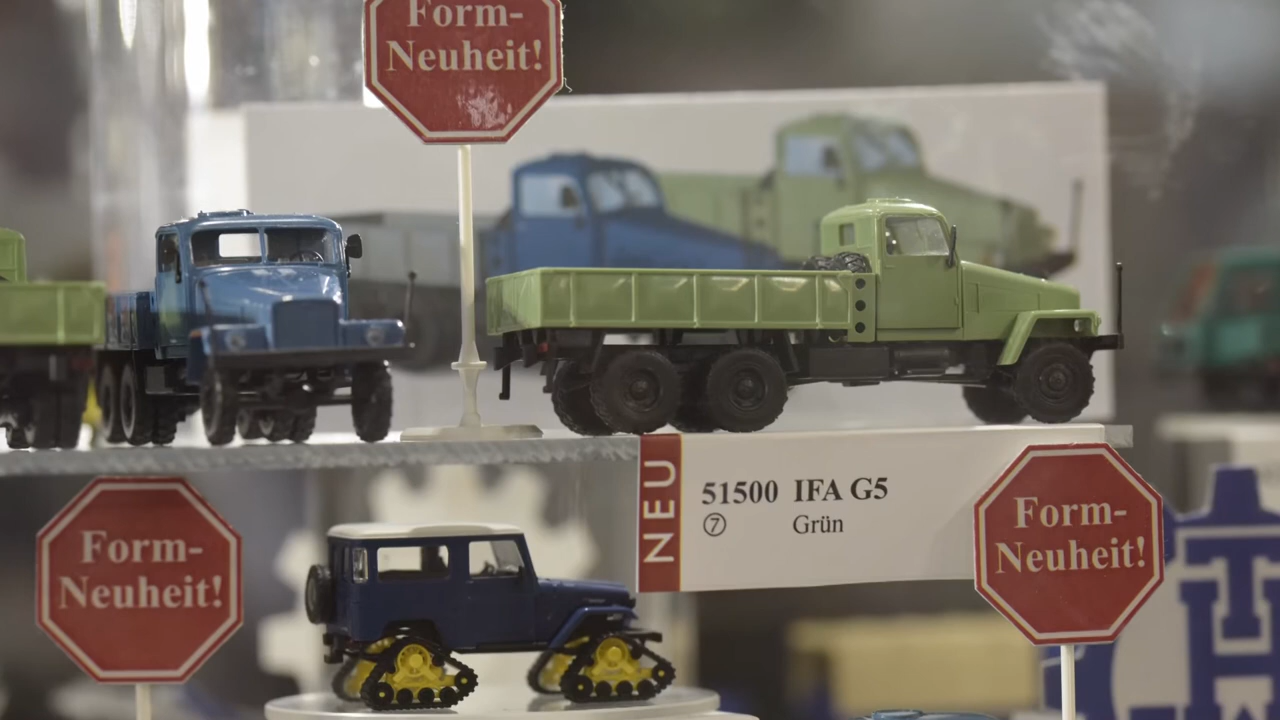 Form-
Neuheit!
NEU
51500 IFA G5
⑦ Grün
Form-
Neuheit!
Form-
Neuheit!